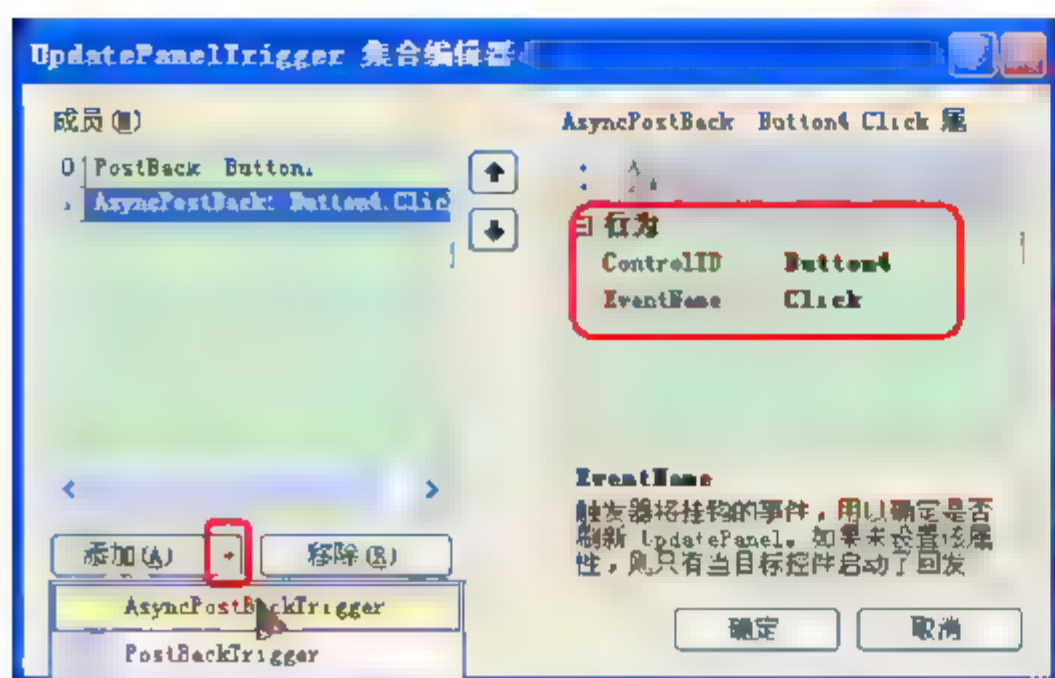 UpdatePanelTrigger 集合编辑器
成员(M)
0 PostBack Button
AsyncPostBack: Button4.Clic
添加(A)
移除(R)
AsyncPostBackTrigger
PostBackTrigger
AsyncPostBack Button4 Click 属
行为
ControlID Button4
EventName Click
EventName
触发器将挂钩的事件，用以确定是否
刷新 UpdatePanel。如果未设置该属
性，则只有当目标控件启动了回发
确定
取消